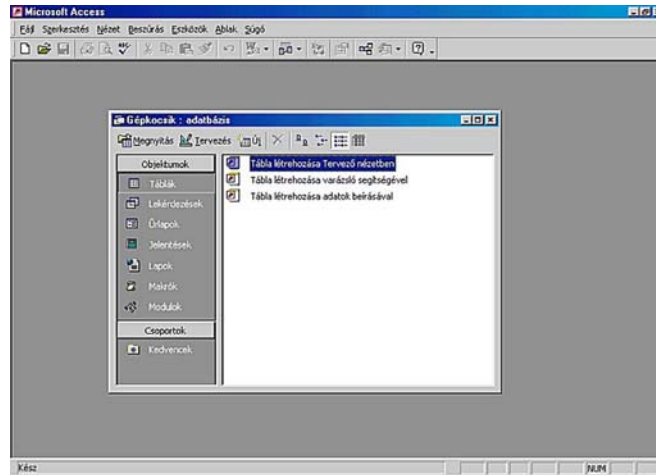 Microsoft Access
Fájl Szerkesztés Nézet Beszúrás Eszközök Ablak Súgó
Gépkocsik : adatbázis
Megnyitás Tervezés Új
Objektumok
Táblák
Lekérdezések
Űrlapok
Jelentések
Lapok
Makrók
Modulok
Csoportok
Kedvencek
Tábla létrehozása Tervező nézetben
Tábla létrehozása varázsló segítségével
Tábla létrehozása adatok beírásával
Kész
NUM